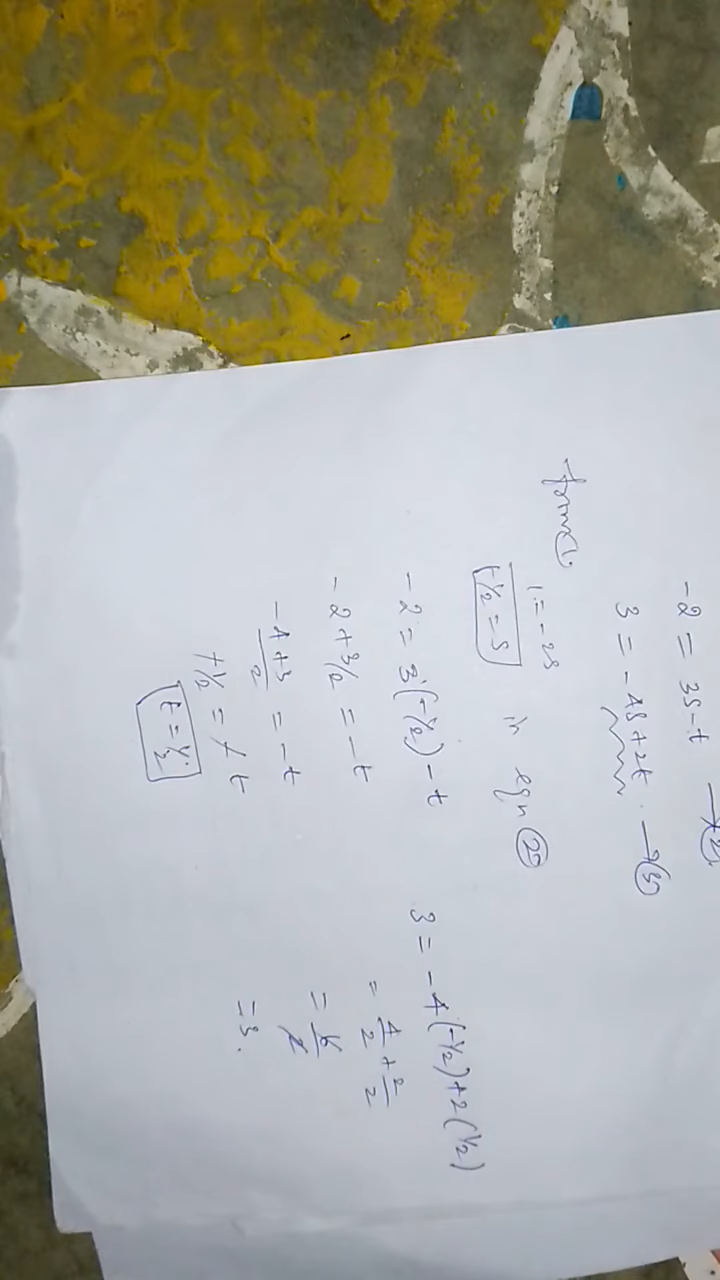 -2 = 3s - t → ②
3 = -4s + 2t. → ③
from ①
1 = -2s
+1/2 = -s in eqn ②
-2 = 3(-1/2) - t
-2 + 3/2 = -t
-4+3/2 = -t
+1/2 = +t
t = 1/2
3 = -4(-1/2) + 2(1/2)
= 4/2 + 2/2
= 6/2
= 3.